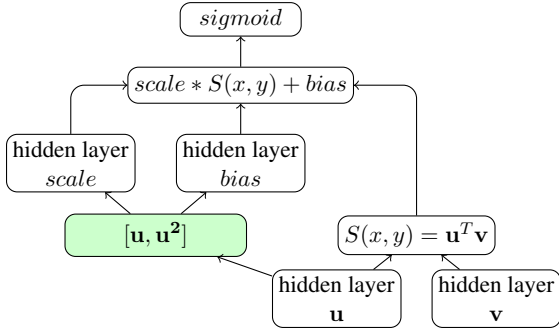 sigmoid
scale ∗ S(x, y) + bias
hidden layer
scale
hidden layer
bias
[u, u²]
S(x, y) = uᵀv
hidden layer
u
hidden layer
v